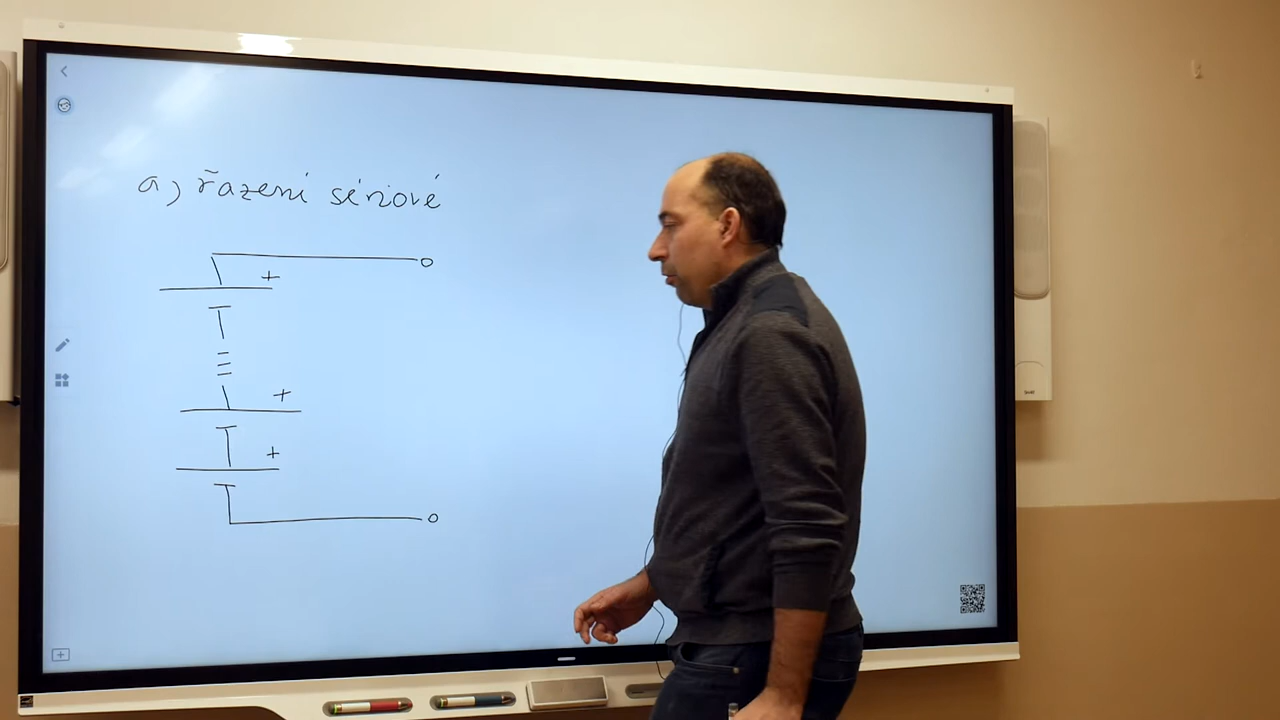 a, řazení sériové
+
+
+